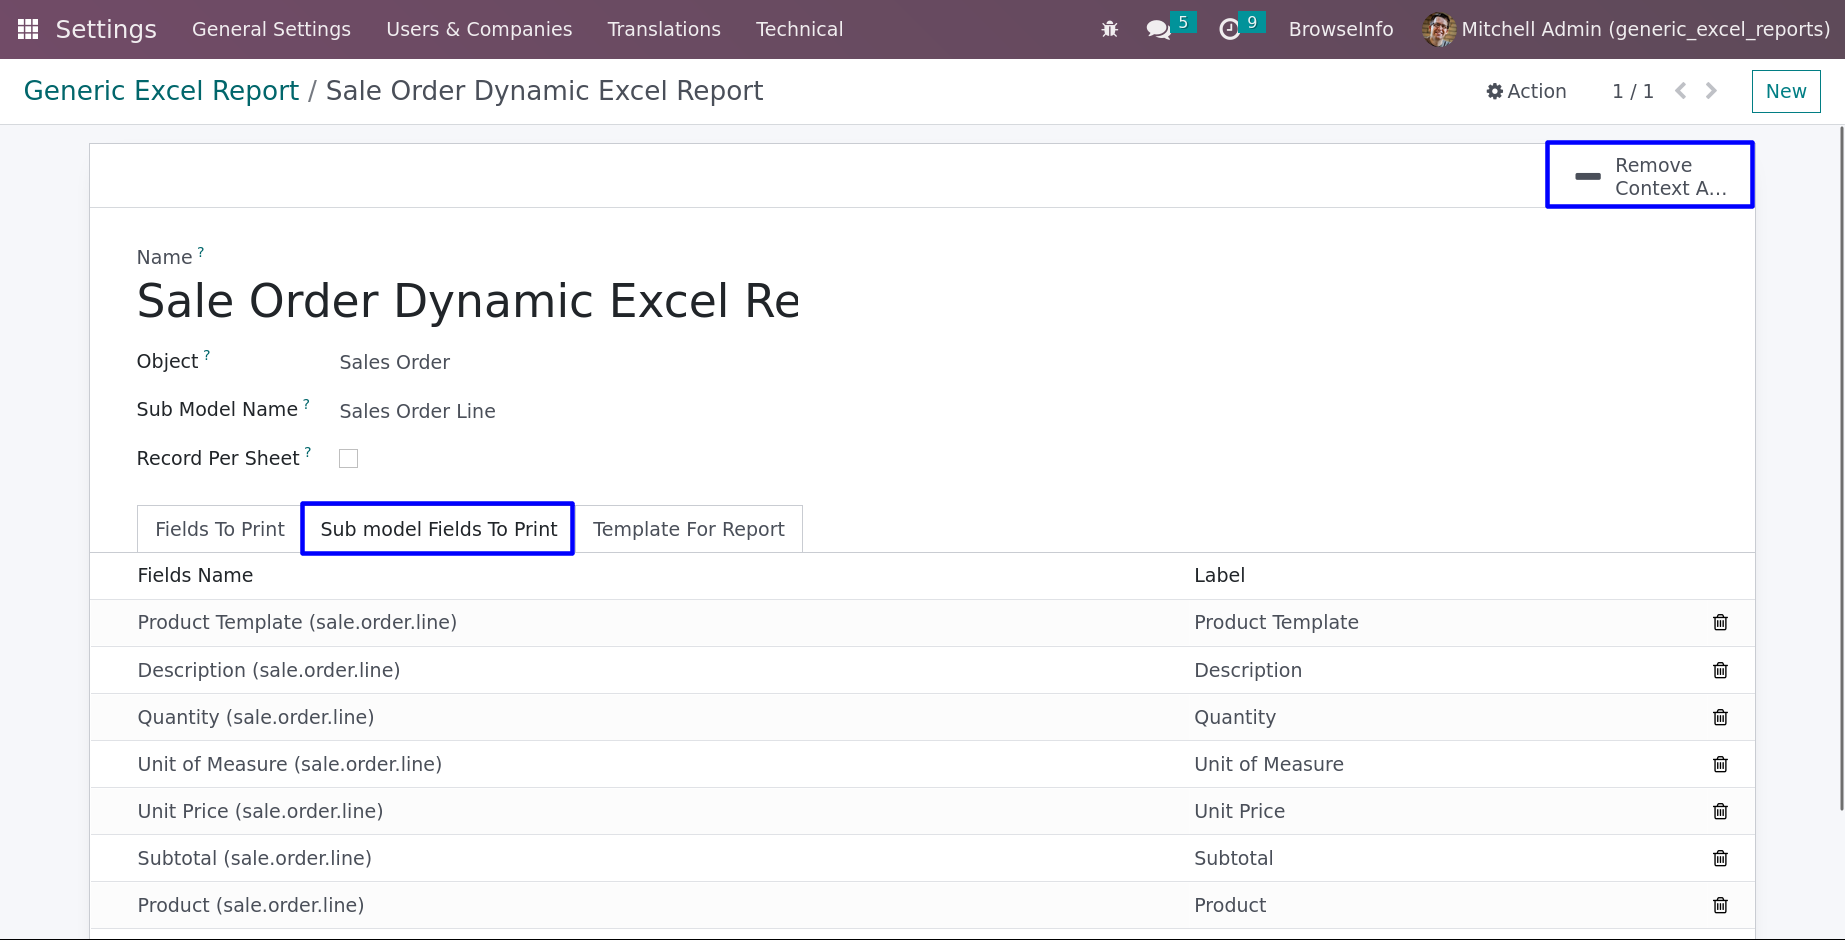 Settings General Settings Users & Companies Translations Technical 5 9 BrowseInfo Mitchell Admin (generic_excel_reports)
Generic Excel Report / Sale Order Dynamic Excel Report Action 1 / 1 New
Remove
Context A...
Name ?
Sale Order Dynamic Excel Re
Object ? Sales Order
Sub Model Name ? Sales Order Line
Record Per Sheet ?
Fields To Print Sub model Fields To Print Template For Report
Fields Name Label
Product Template (sale.order.line) Product Template
Description (sale.order.line) Description
Quantity (sale.order.line) Quantity
Unit of Measure (sale.order.line) Unit of Measure
Unit Price (sale.order.line) Unit Price
Subtotal (sale.order.line) Subtotal
Product (sale.order.line) Product